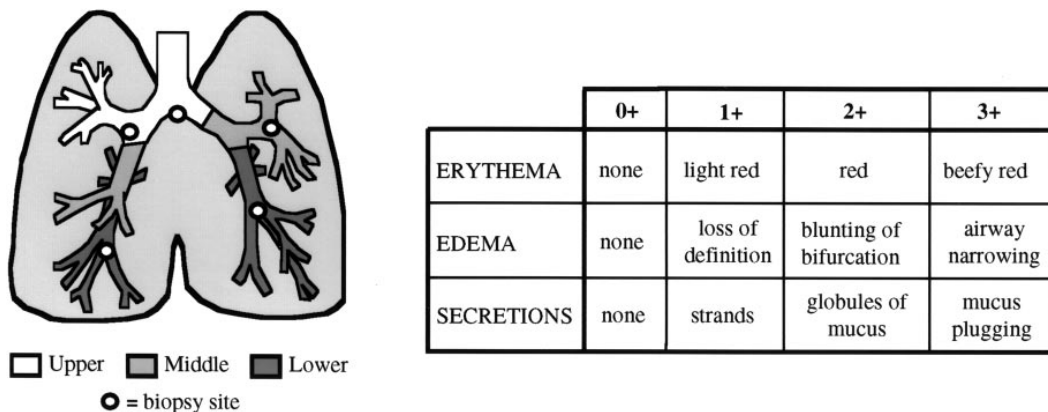 Upper Middle Lower
= biopsy site
0+ 1+ 2+ 3+
ERYTHEMA none light red red beefy red
EDEMA none loss of definition blunting of bifurcation airway narrowing
SECRETIONS none strands globules of mucus mucus plugging